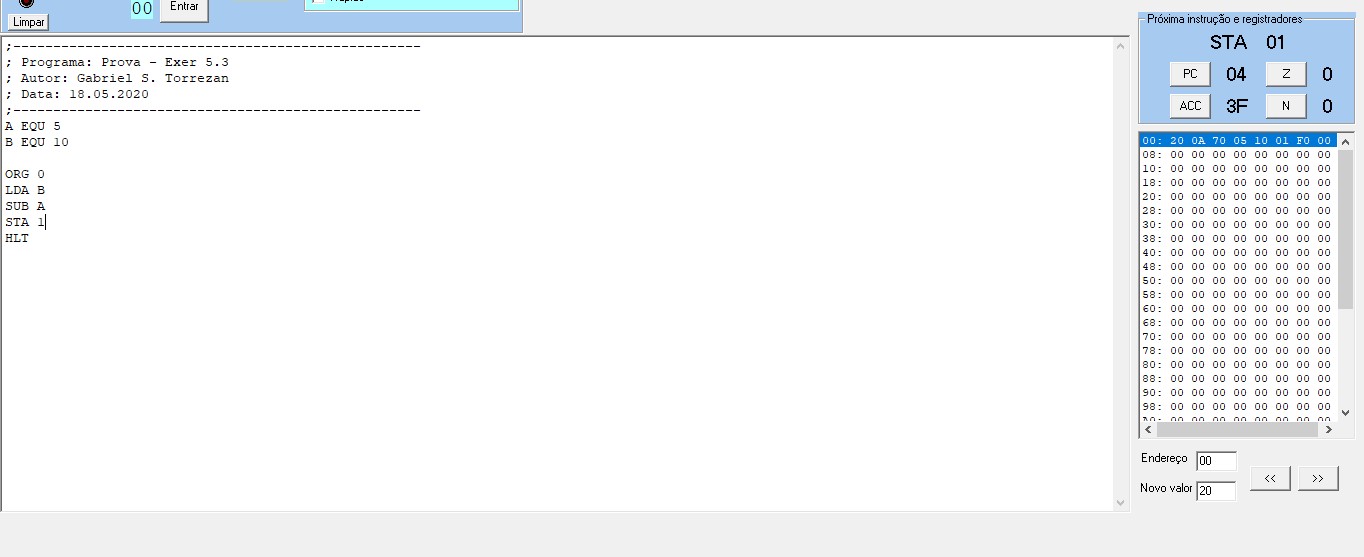 00
Entrar
Limpar
;----------------------------------------------------
; Programa: Prova - Exer 5.3
; Autor: Gabriel S. Torrezan
; Data: 18.05.2020
;----------------------------------------------------
A EQU 5
B EQU 10
ORG 0
LDA B
SUB A
STA 1
HLT
Próxima instrução e registradores
STA 01
PC 04 Z 0
ACC 3F N 0
00: 20 0A 70 05 10 01 F0 00
08: 00 00 00 00 00 00 00 00
10: 00 00 00 00 00 00 00 00
18: 00 00 00 00 00 00 00 00
20: 00 00 00 00 00 00 00 00
28: 00 00 00 00 00 00 00 00
30: 00 00 00 00 00 00 00 00
38: 00 00 00 00 00 00 00 00
40: 00 00 00 00 00 00 00 00
48: 00 00 00 00 00 00 00 00
50: 00 00 00 00 00 00 00 00
58: 00 00 00 00 00 00 00 00
60: 00 00 00 00 00 00 00 00
68: 00 00 00 00 00 00 00 00
70: 00 00 00 00 00 00 00 00
78: 00 00 00 00 00 00 00 00
80: 00 00 00 00 00 00 00 00
88: 00 00 00 00 00 00 00 00
90: 00 00 00 00 00 00 00 00
98: 00 00 00 00 00 00 00 00
Endereço 00
<< >>
Novo valor 20